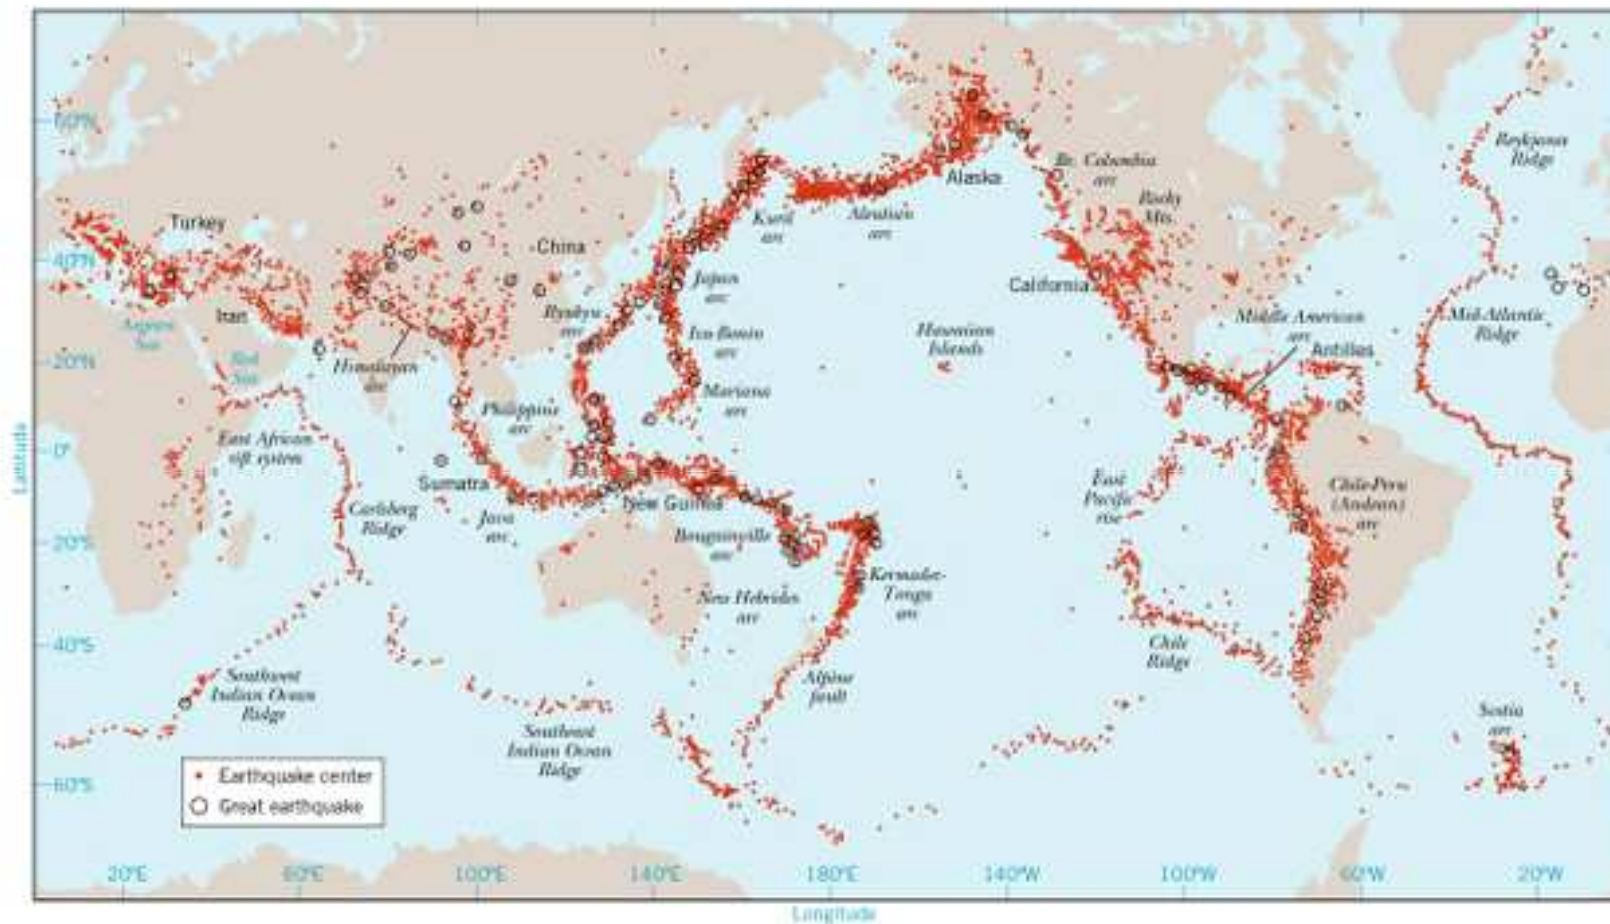 60°N
Reykjanes
Ridge
Br. Columbia
arc
Alaska
Rocky
Mts.
Turkey
Kuril
arc
Aleutian
arc
China
40°N
Japan
arc
California
Iran
Aegean
Sea
Ryukyu
arc
Izu-Bonin
arc
Hawaiian
Islands
Middle American
arc
Mid-Atlantic
Ridge
Antilles
20°N
Red
Sea
Himalayan
arc
Mariana
arc
Philippine
arc
East African
rift system
Latitude
0°
Sumatra
New Guinea
East
Pacific
rise
Chile-Peru
(Andean)
arc
Carlsberg
Ridge
Java
arc
Bougainville
arc
20°S
Kermadec-
Tonga
arc
New Hebrides
arc
40°S
Chile
Ridge
Southwest
Indian Ocean
Ridge
Alpine
fault
Southeast
Indian Ocean
Ridge
Scotia
arc
Earthquake center
Great earthquake
60°S
20°E
60°E
100°E
140°E
180°E
140°W
100°W
60°W
20°W
Longitude